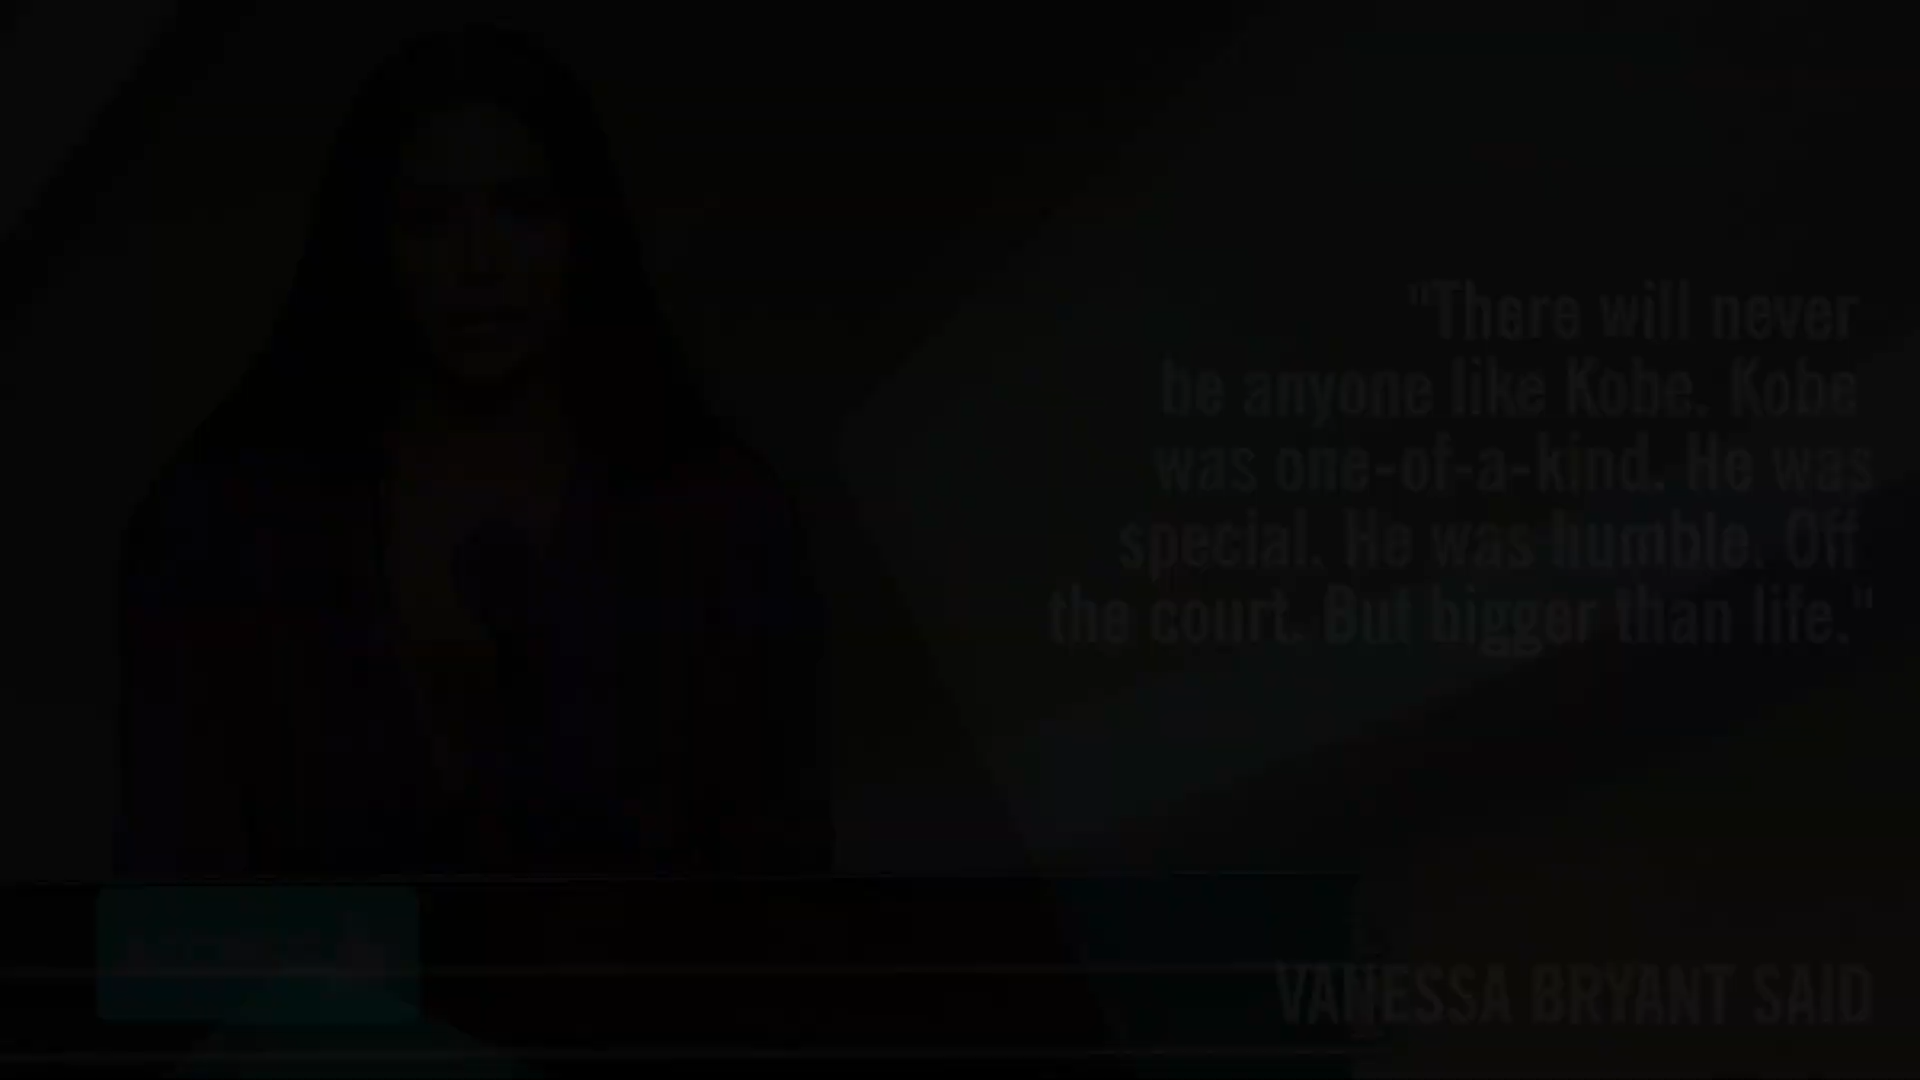 "There will never
be anyone like Kobe. Kobe
was one-of-a-kind. He was
special. He was humble. Off
the court. But bigger than life."
VANESSA BRYANT SAID